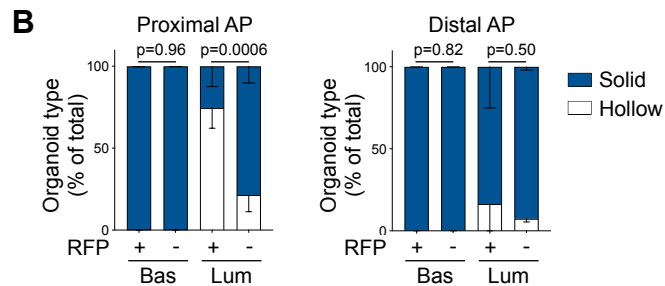 B
Proximal AP
p=0.96 p=0.0006
100
50
0
Organoid type
(% of total)
RFP + - + -
Bas Lum
Distal AP
p=0.82 p=0.50
100
50
0
Organoid type
(% of total)
RFP + - + -
Bas Lum
Solid
Hollow